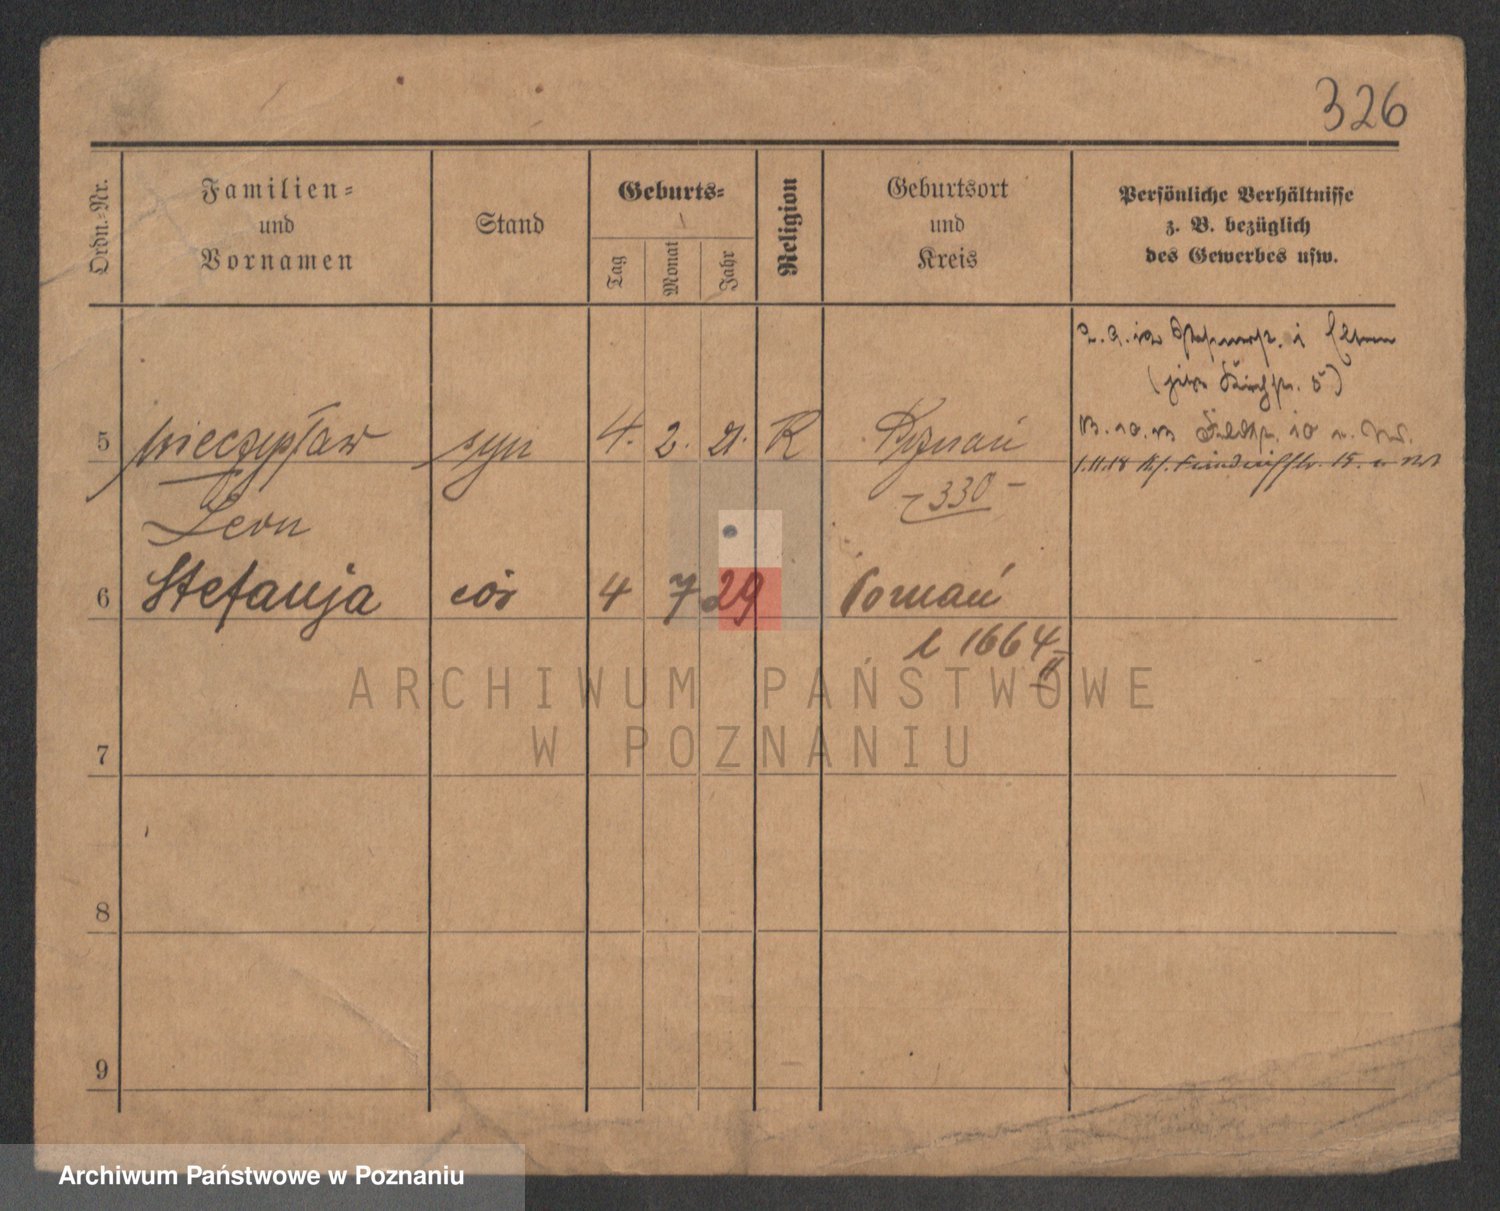 326
Ordn.-Nr.
Familien-
und
Vornamen
Stand
Geburts-
Tag
Monat
Jahr
Religion
Geburtsort
und
Kreis
Persönliche Verhältnisse
z. B. bezüglich
des Gewerbes usw.
5 Mieczysław syn 4. 2. 21. R Poznań
330
Leon
6 Stefanja cór 4 7 29 Poznań
1664
II
7
8
9
ARCHIWUM PAŃSTWOWE
W POZNANIU
Archiwum Państwowe w Poznaniu